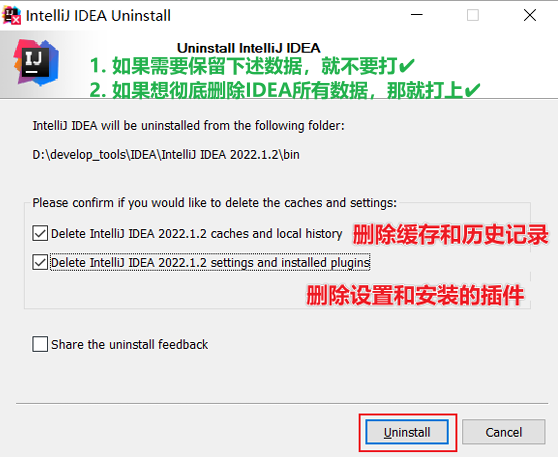 IntelliJ IDEA Uninstall
Uninstall IntelliJ IDEA
1. 如果需要保留下述数据，就不要打✔
2. 如果想彻底删除IDEA所有数据，那就打上✔
IntelliJ IDEA will be uninstalled from the following folder:
D:\develop_tools\IDEA\IntelliJ IDEA 2022.1.2\bin
Please confirm if you would like to delete the caches and settings:
Delete IntelliJ IDEA 2022.1.2 caches and local history 删除缓存和历史记录
Delete IntelliJ IDEA 2022.1.2 settings and installed plugins
删除设置和安装的插件
Share the uninstall feedback
Uninstall Cancel